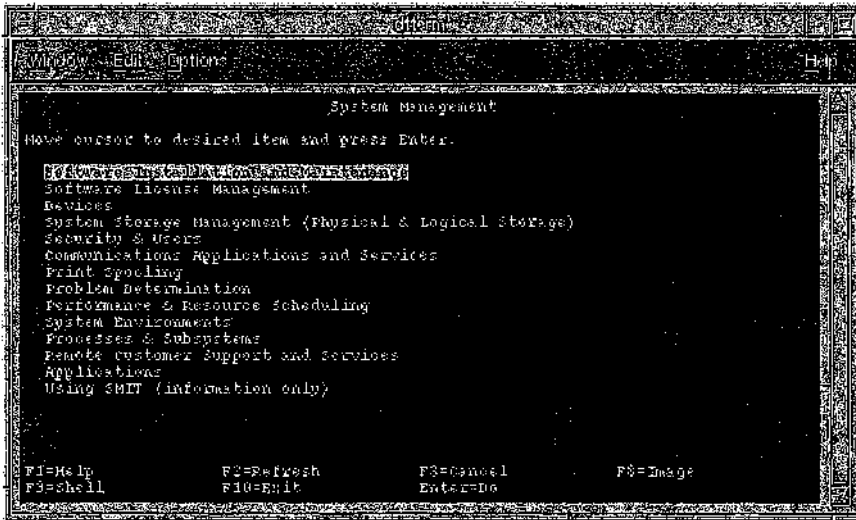 dtterm
Window Edit Options Help
System Management
Move cursor to desired item and press Enter.
Software Installation and Maintenance
Software License Management
Devices
System Storage Management (Physical & Logical Storage)
Security & Users
Communications Applications and Services
Print Spooling
Problem Determination
Performance & Resource Scheduling
System Environments
Processes & Subsystems
Remote Customer Support and Services
Applications
Using SMIT (information only)
F1=Help F2=Refresh F3=Cancel F8=Image
F9=Shell F10=Exit Enter=Do